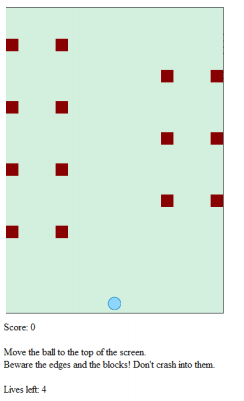 Score: 0
Move the ball to the top of the screen.
Beware the edges and the blocks! Don't crash into them.
Lives left: 4